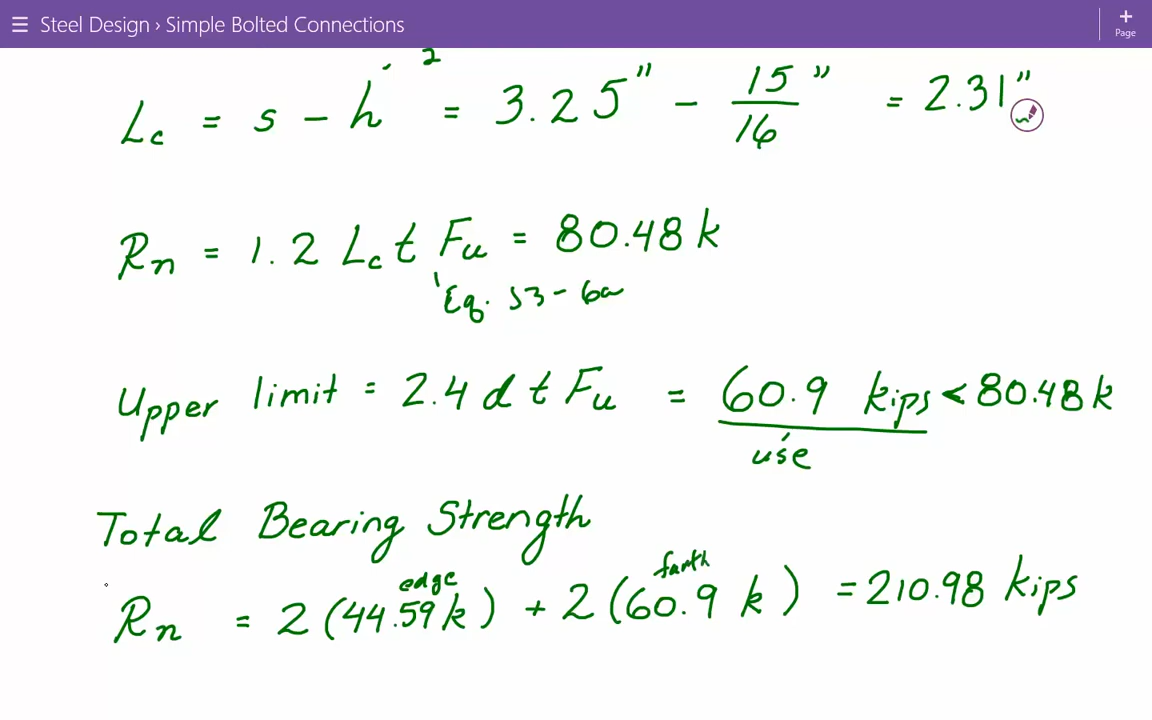 Steel Design › Simple Bolted Connections
Page
Lc = s - h = 3.25" - 15/16" = 2.31"
Rn = 1.2 Lc t Fu = 80.48 k
Eq. J3-6a
Upper limit = 2.4 d t Fu = 60.9 kips < 80.48 k
use
Total Bearing Strength
edge
Rn = 2 (44.59 k) + 2 (60.9 k) = 210.98 kips